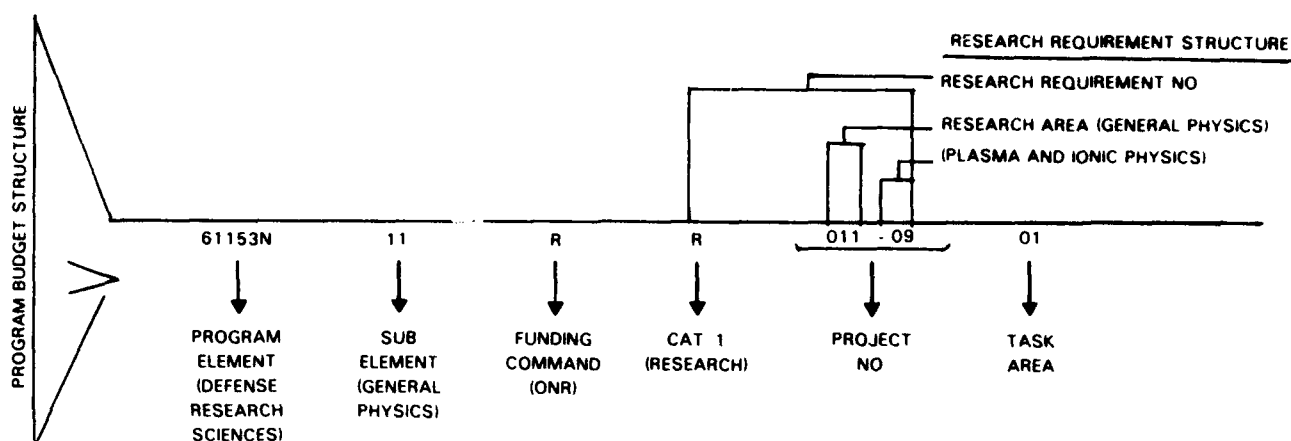 PROGRAM BUDGET STRUCTURE
RESEARCH REQUIREMENT STRUCTURE
RESEARCH REQUIREMENT NO
RESEARCH AREA (GENERAL PHYSICS)
(PLASMA AND IONIC PHYSICS)
61153N 11 R R 011 - 09 01
PROGRAM
ELEMENT
(DEFENSE
RESEARCH
SCIENCES)
SUB
ELEMENT
(GENERAL
PHYSICS)
FUNDING
COMMAND
(ONR)
CAT 1
(RESEARCH)
PROJECT
NO
TASK
AREA